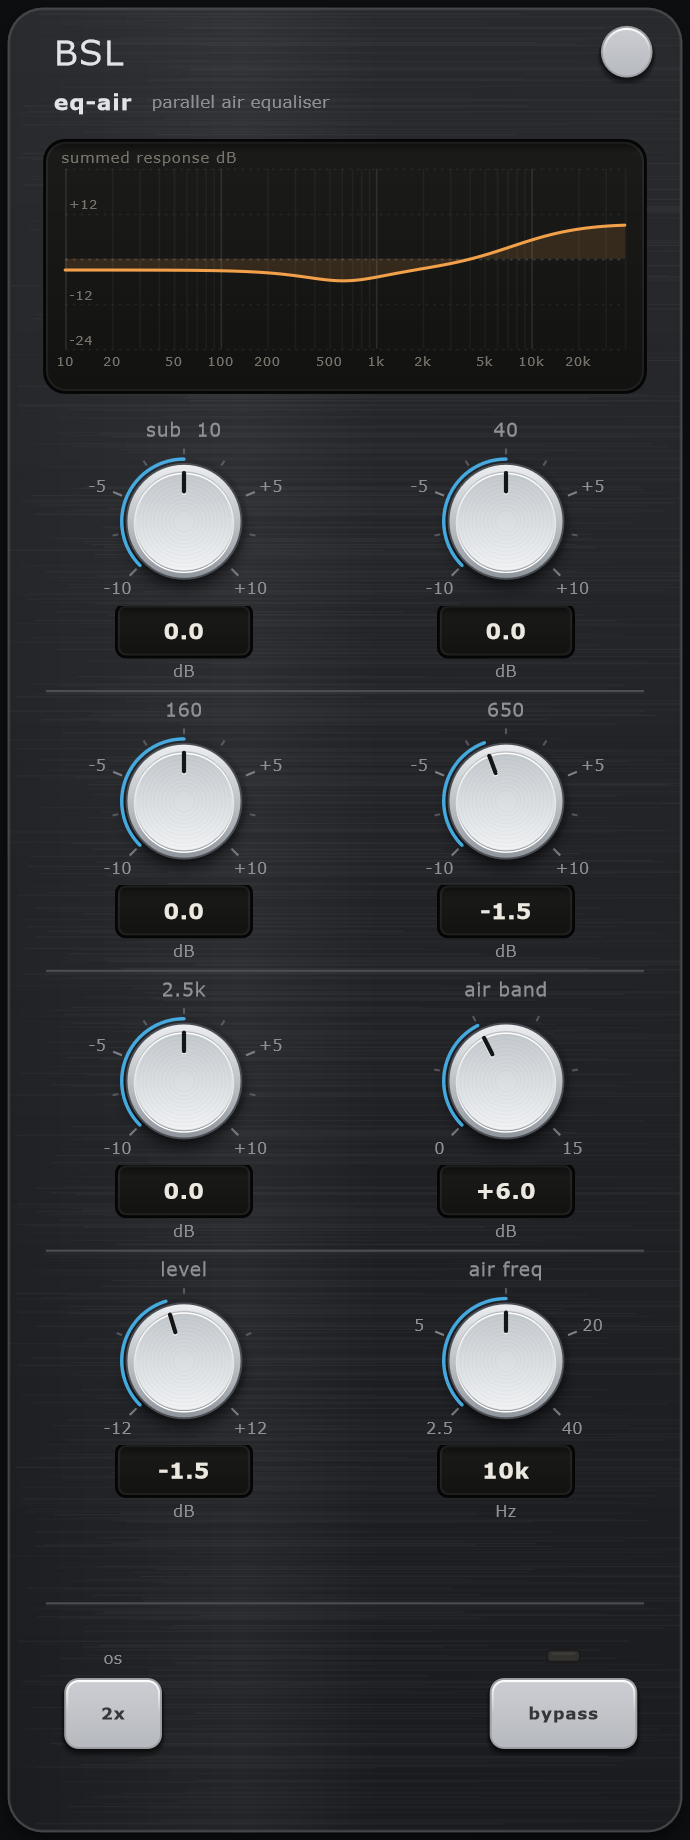 BSL
eq-air parallel air equaliser
summed response dB
+12
-12
-24
10 20 50 100 200 500 1k 2k 5k 10k 20k
sub 10 40
-5 +5 -5 +5
-10 +10 -10 +10
0.0 0.0
dB dB
160 650
-5 +5 -5 +5
-10 +10 -10 +10
0.0 -1.5
dB dB
2.5k air band
-5 +5
-10 +10 0 15
0.0 +6.0
dB dB
level air freq
5 20
-12 +12 2.5 40
-1.5 10k
dB Hz
os
2x bypass